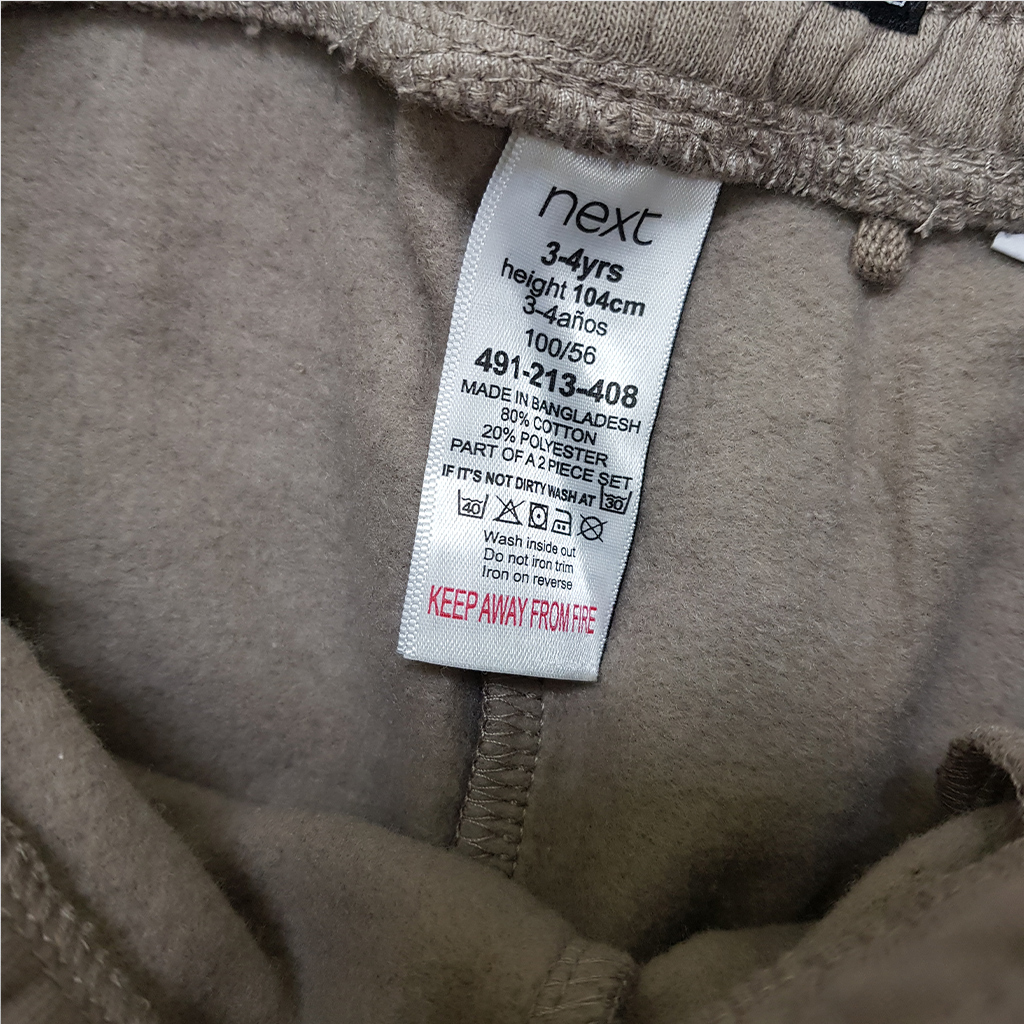 next
3-4yrs
height 104cm
3-4años
100/56
491-213-408
MADE IN BANGLADESH
80% COTTON
20% POLYESTER
PART OF A 2 PIECE SET
IF IT'S NOT DIRTY WASH AT 30
40
Wash inside out
Do not iron trim
Iron on reverse
KEEP AWAY FROM FIRE